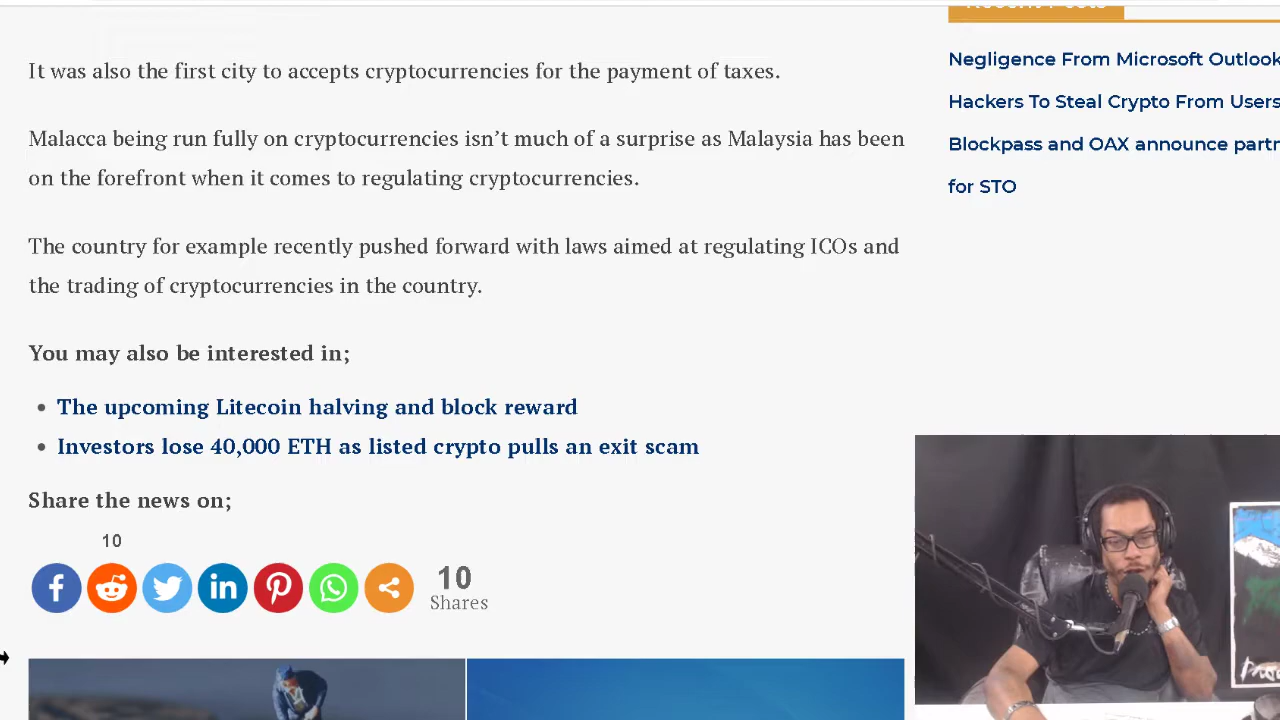 It was also the first city to accepts cryptocurrencies for the payment of taxes.
Malacca being run fully on cryptocurrencies isn't much of a surprise as Malaysia has been
on the forefront when it comes to regulating cryptocurrencies.
The country for example recently pushed forward with laws aimed at regulating ICOs and
the trading of cryptocurrencies in the country.
You may also be interested in;
The upcoming Litecoin halving and block reward
Investors lose 40,000 ETH as listed crypto pulls an exit scam
Share the news on;
10
10
Shares
Recent Posts
Negligence From Microsoft Outlook
Hackers To Steal Crypto From Users
Blockpass and OAX announce partn
for STO